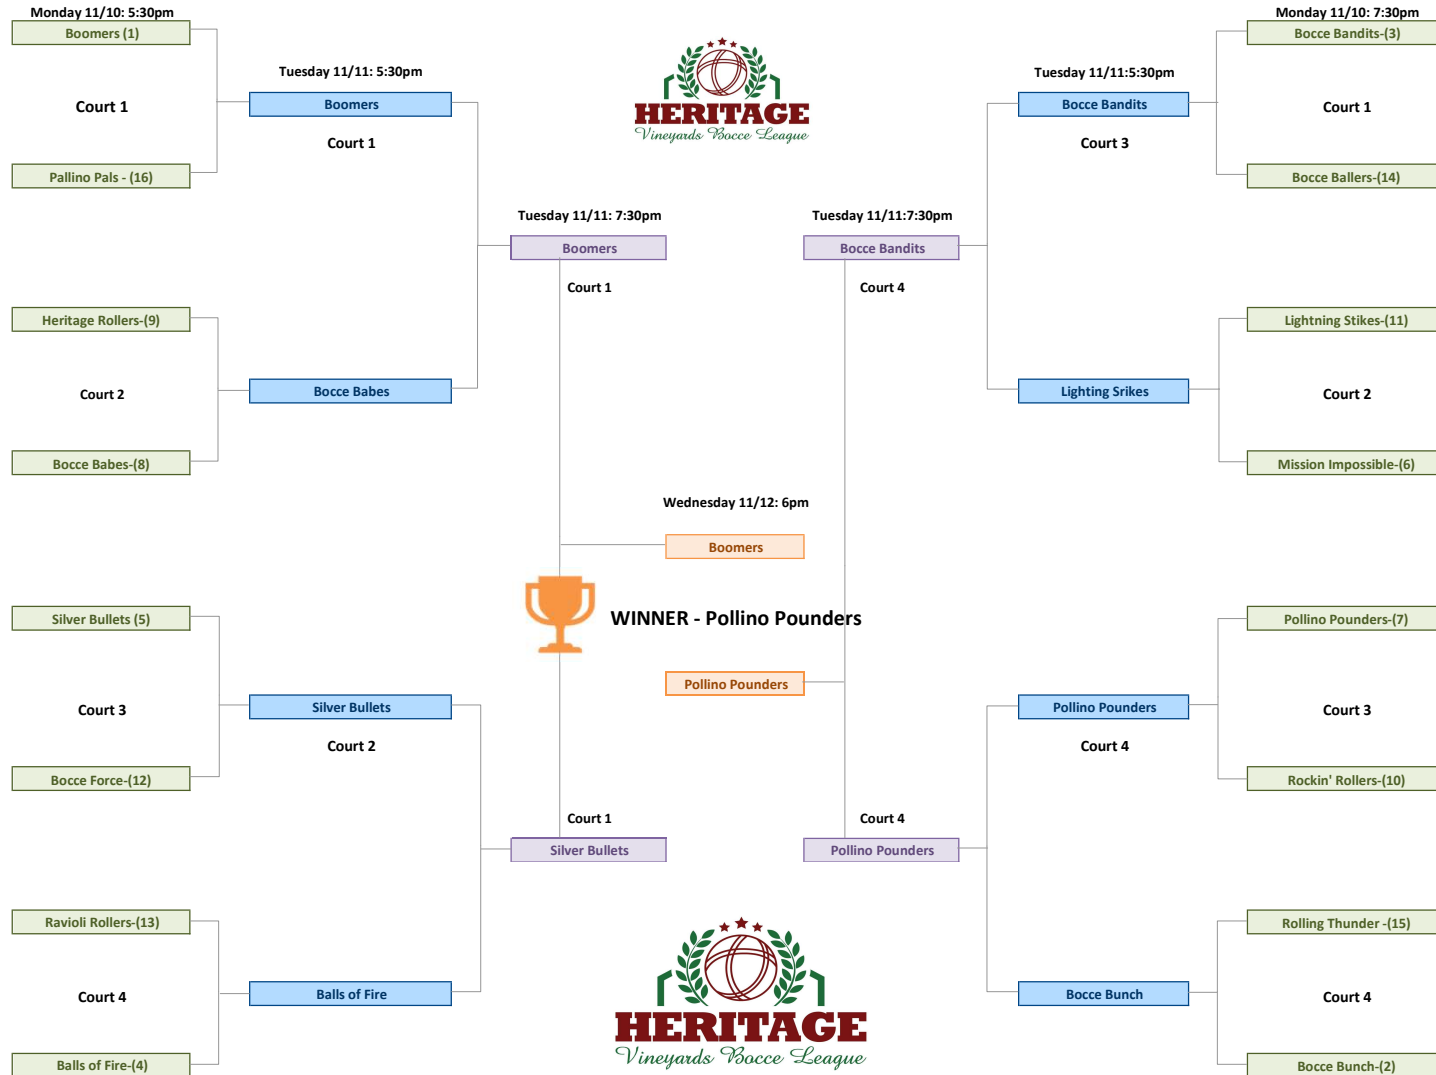 Monday 11/10: 5:30pm
Monday 11/10: 7:30pm
Boomers (1)
Bocce Bandits-(3)
Tuesday 11/11: 5:30pm
Tuesday 11/11:5:30pm
Court 1
Boomers
HERITAGE
Vineyards Bocce League
Bocce Bandits
Court 1
Court 1
Court 3
Pallino Pals - (16)
Bocce Ballers-(14)
Tuesday 11/11: 7:30pm
Tuesday 11/11:7:30pm
Boomers
Bocce Bandits
Court 1
Court 4
Heritage Rollers-(9)
Lightning Stikes-(11)
Court 2
Bocce Babes
Lighting Srikes
Court 2
Bocce Babes-(8)
Mission Impossible-(6)
Wednesday 11/12: 6pm
Boomers
Silver Bullets (5)
WINNER - Pollino Pounders
Pollino Pounders-(7)
Pollino Pounders
Court 3
Silver Bullets
Pollino Pounders
Court 3
Court 2
Court 4
Bocce Force-(12)
Rockin' Rollers-(10)
Court 1
Court 4
Silver Bullets
Pollino Pounders
Ravioli Rollers-(13)
Rolling Thunder -(15)
Court 4
Balls of Fire
Bocce Bunch
Court 4
HERITAGE
Vineyards Bocce League
Balls of Fire-(4)
Bocce Bunch-(2)